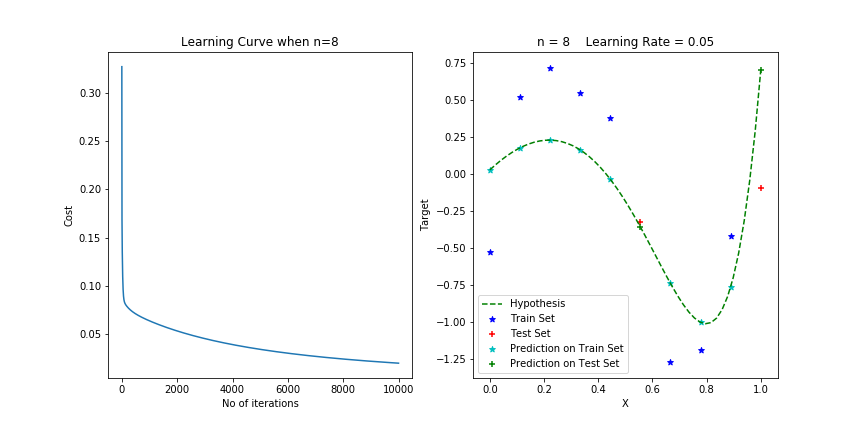 Learning Curve when n=8
0.30
0.25
0.20
0.15
0.10
0.05
Cost
0
2000
4000
6000
8000
10000
No of iterations
n = 8    Learning Rate = 0.05
0.75
0.50
0.25
0.00
−0.25
−0.50
−0.75
−1.00
−1.25
Target
Hypothesis
Train Set
Test Set
Prediction on Train Set
Prediction on Test Set
0.0
0.2
0.4
0.6
0.8
1.0
X